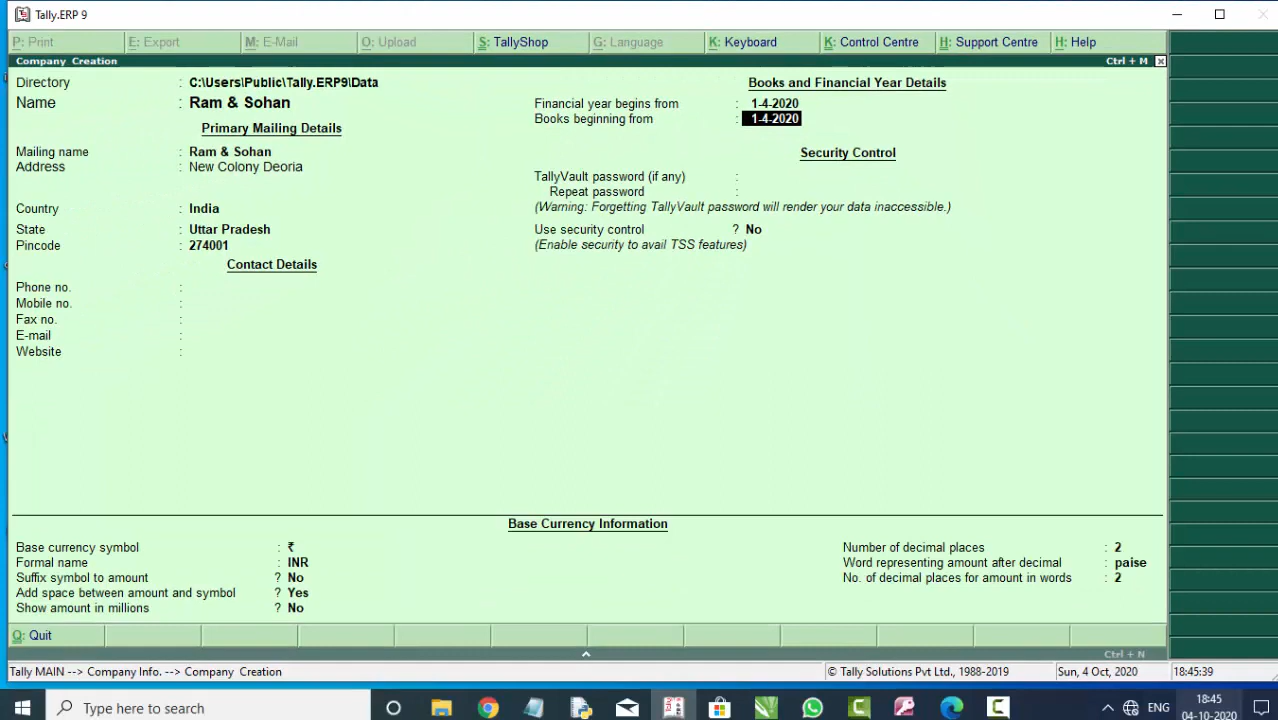 Tally.ERP 9
P: Print E: Export M: E-Mail O: Upload S: TallyShop G: Language K: Keyboard K: Control Centre H: Support Centre H: Help
Company Creation Ctrl + M
Directory : C:\Users\Public\Tally.ERP9\Data
Name : Ram & Sohan
Primary Mailing Details
Mailing name : Ram & Sohan
Address : New Colony Deoria
Country : India
State : Uttar Pradesh
Pincode : 274001
Contact Details
Phone no. :
Mobile no. :
Fax no. :
E-mail :
Website :
Books and Financial Year Details
Financial year begins from : 1-4-2020
Books beginning from : 1-4-2020
Security Control
TallyVault password (if any) :
Repeat password :
(Warning: Forgetting TallyVault password will render your data inaccessible.)
Use security control ? No
(Enable security to avail TSS features)
Base Currency Information
Base currency symbol : ₹
Formal name : INR
Suffix symbol to amount ? No
Add space between amount and symbol ? Yes
Show amount in millions ? No
Number of decimal places : 2
Word representing amount after decimal : paise
No. of decimal places for amount in words : 2
Q: Quit
Ctrl + N
Tally MAIN --> Company Info. --> Company Creation © Tally Solutions Pvt Ltd., 1988-2019 Sun, 4 Oct, 2020 18:45:39
Type here to search ENG 18:45
04-10-2020